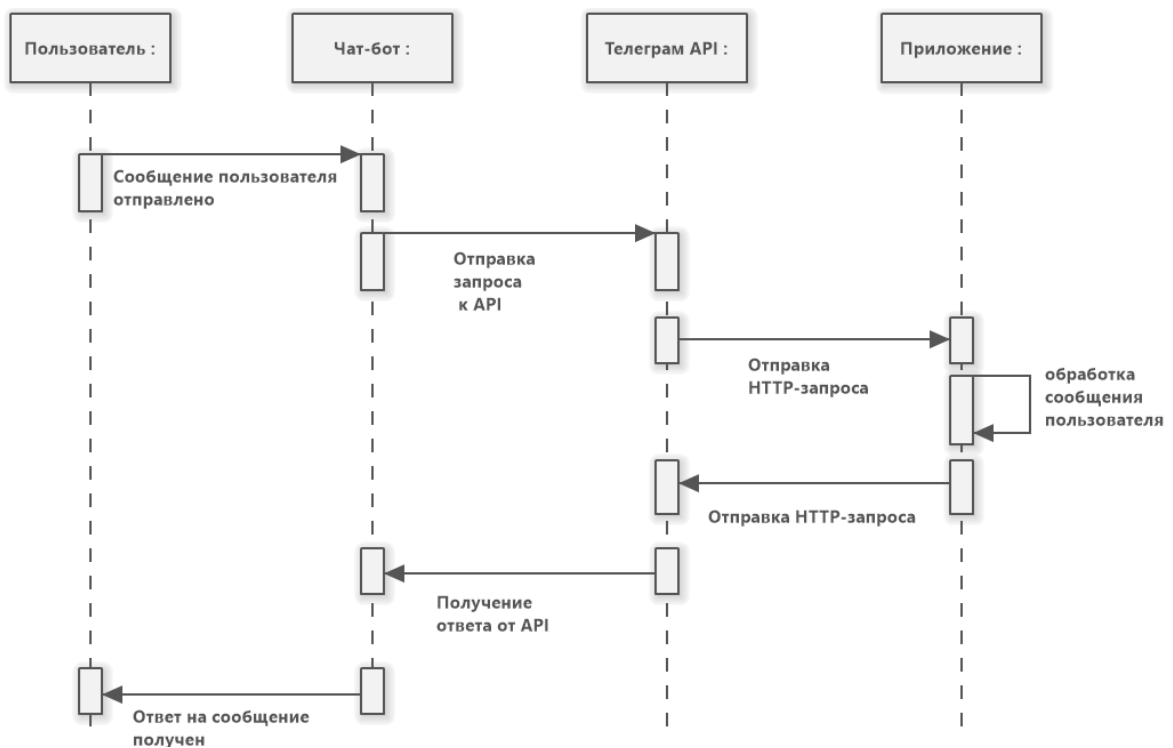 Пользователь :
Чат-бот :
Телеграм API :
Приложение :
Сообщение пользователя
отправлено
Отправка
запроса
к API
Отправка
HTTP-запроса
обработка
сообщения
пользователя
Отправка HTTP-запроса
Получение
ответа от API
Ответ на сообщение
получен